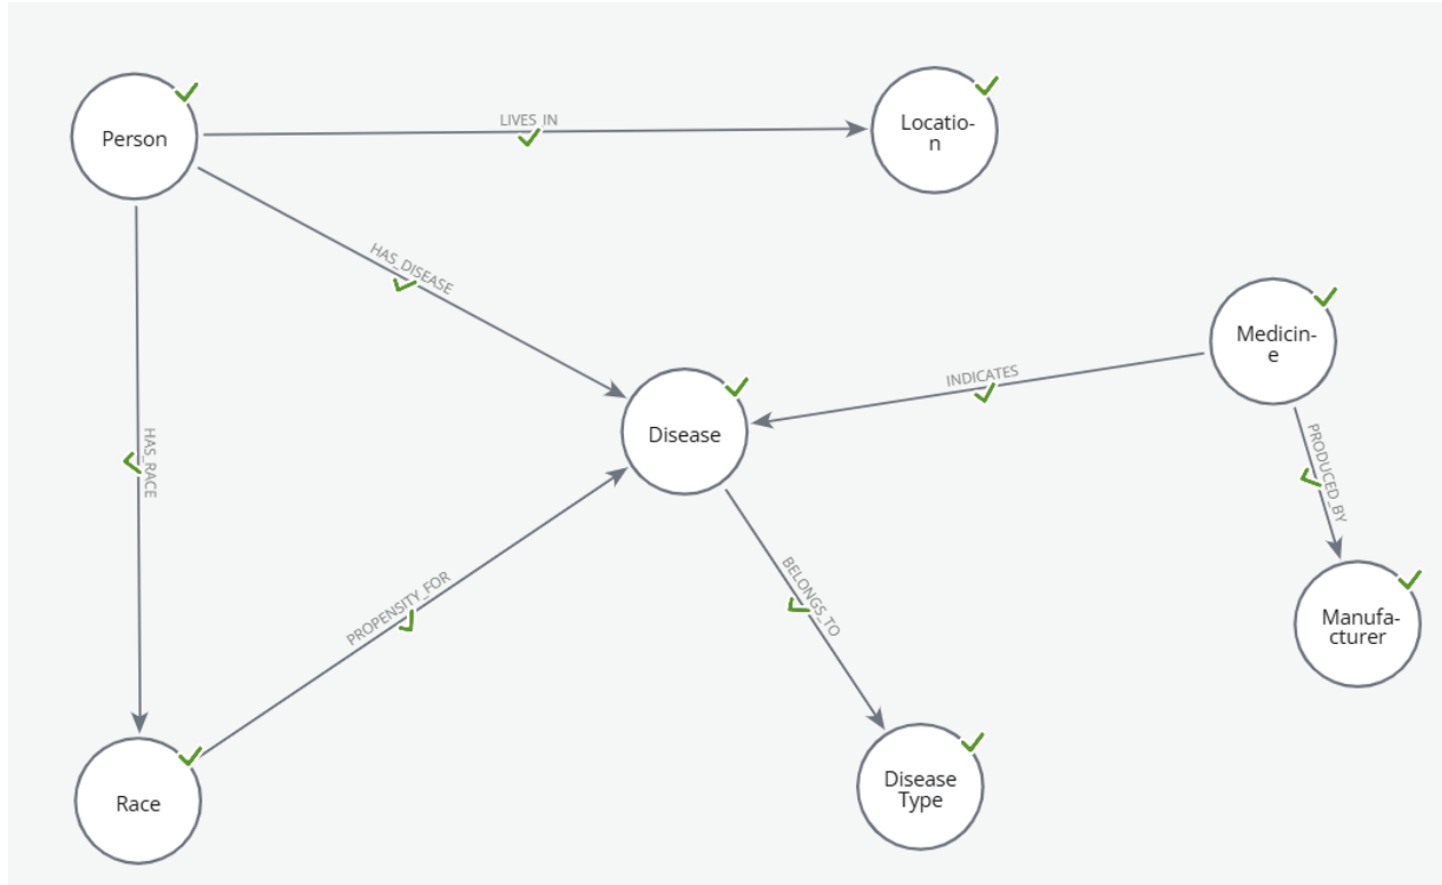 Person
LIVES_IN
Locatio-
n
HAS_DISEASE
Medicin-
e
INDICATES
Disease
HAS_RACE
PRODUCED_BY
PROPENSITY_FOR
BELONGS_TO
Manufa-
cturer
Race
Disease
Type